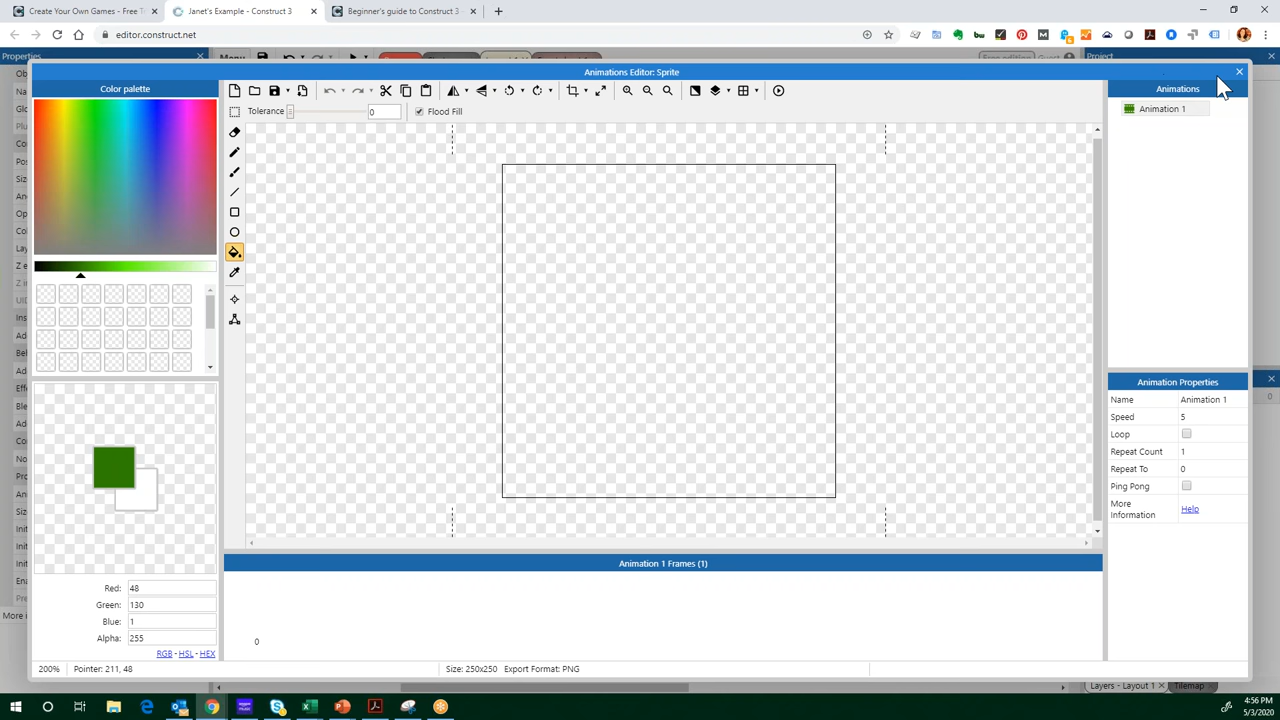 Create Your Own Games - Free T
Janet's Example - Construct 3
Beginner's guide to Construct 3 -
editor.construct.net
Properties
Menu
Free edition
Guest
Project
Animations Editor: Sprite
Color palette
Animations
Tolerance
0
Flood Fill
Animation 1
Animation Properties
Name Animation 1
Speed 5
Loop
Repeat Count 1
Repeat To 0
Ping Pong
More Information Help
Red: 48
Green: 130
Blue: 1
Alpha: 255
RGB - HSL - HEX
Animation 1 Frames (1)
0
200%
Pointer: 211, 48
Size: 250x250 Export Format: PNG
Layers - Layout 1
Tilemap
4:56 PM
5/3/2020